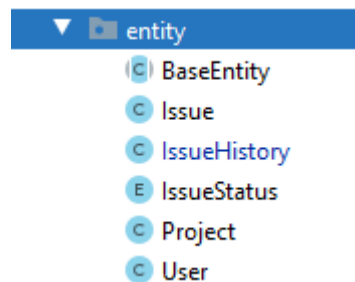 entity
C BaseEntity
C Issue
C IssueHistory
E IssueStatus
C Project
C User